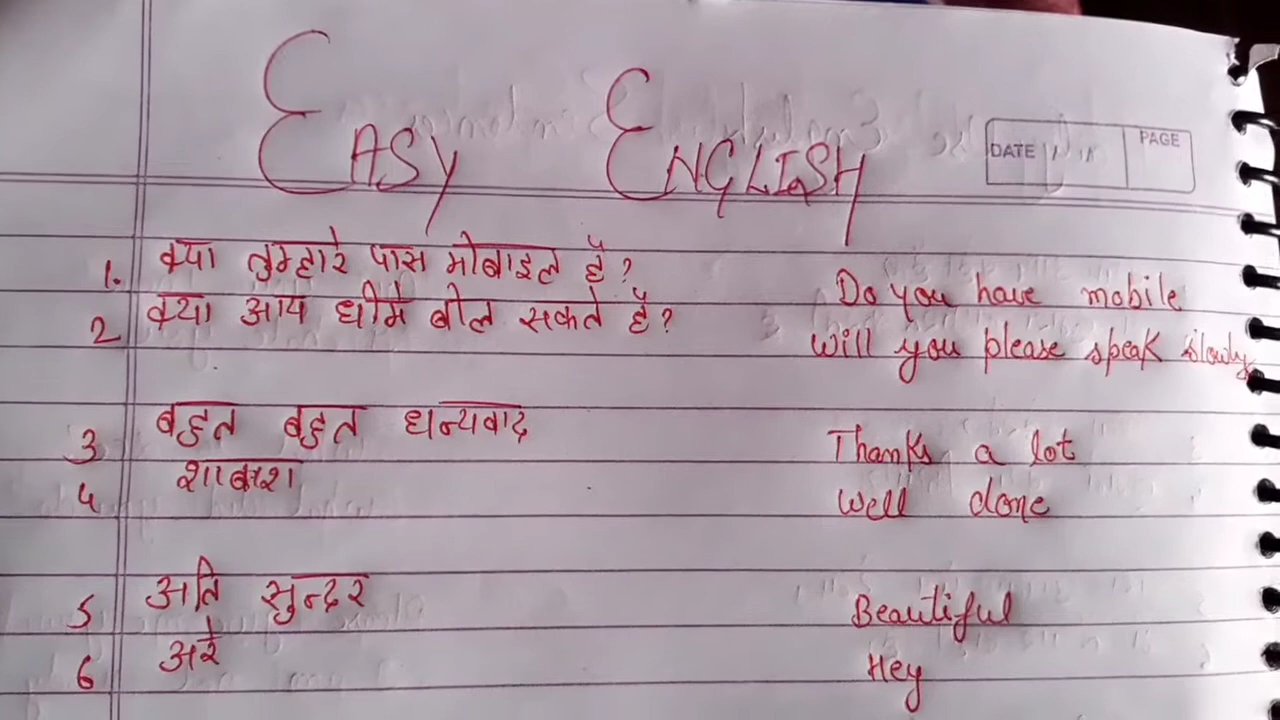 EASY ENGLISH
DATE PAGE
1. क्या तुम्हारे पास मोबाइल है? Do you have mobile
2 क्या आप धीमे बोल सकते है? Will you please speak slowly
3 बहुत बहुत धन्यवाद Thanks a lot
4 शाबाश Well done
5 अति सुन्दर Beautiful
6 अरे Hey